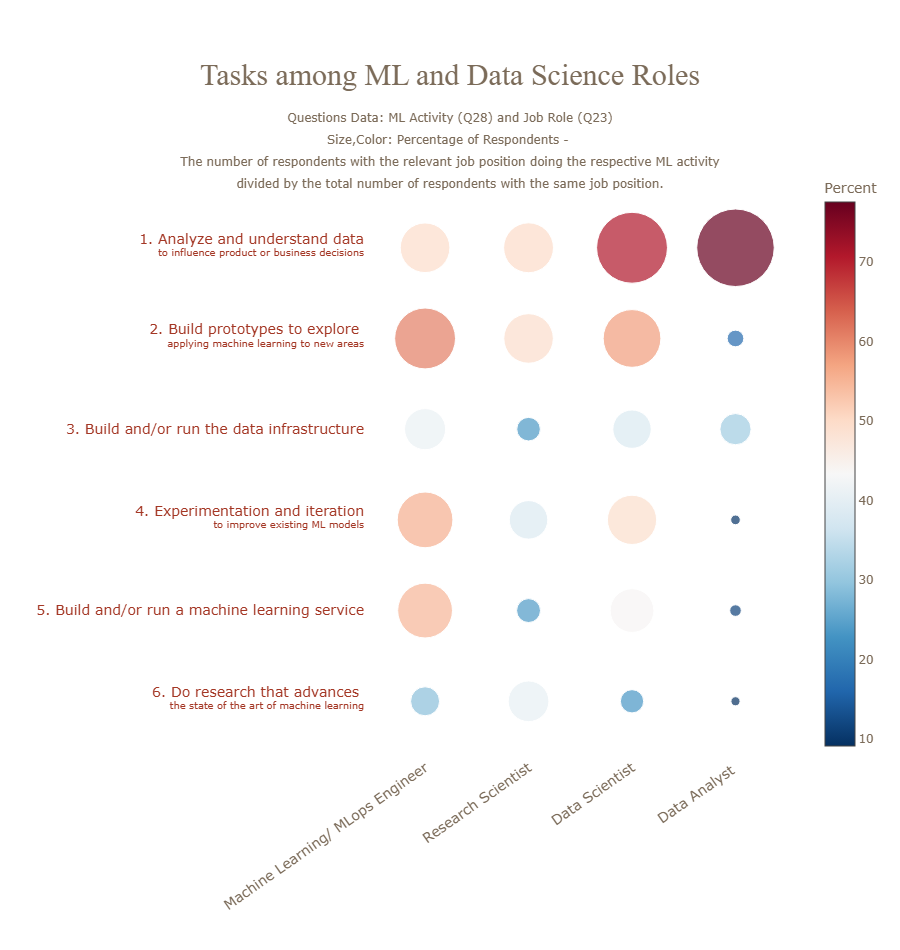 Tasks among ML and Data Science Roles
Questions Data: ML Activity (Q28) and Job Role (Q23)
Size,Color: Percentage of Respondents -
The number of respondents with the relevant job position doing the respective ML activity
divided by the total number of respondents with the same job position.
Percent
70
60
50
40
30
20
10
1. Analyze and understand data
to influence product or business decisions
2. Build prototypes to explore
applying machine learning to new areas
3. Build and/or run the data infrastructure
4. Experimentation and iteration
to improve existing ML models
5. Build and/or run a machine learning service
6. Do research that advances
the state of the art of machine learning
Machine Learning/ MLops Engineer
Research Scientist
Data Scientist
Data Analyst